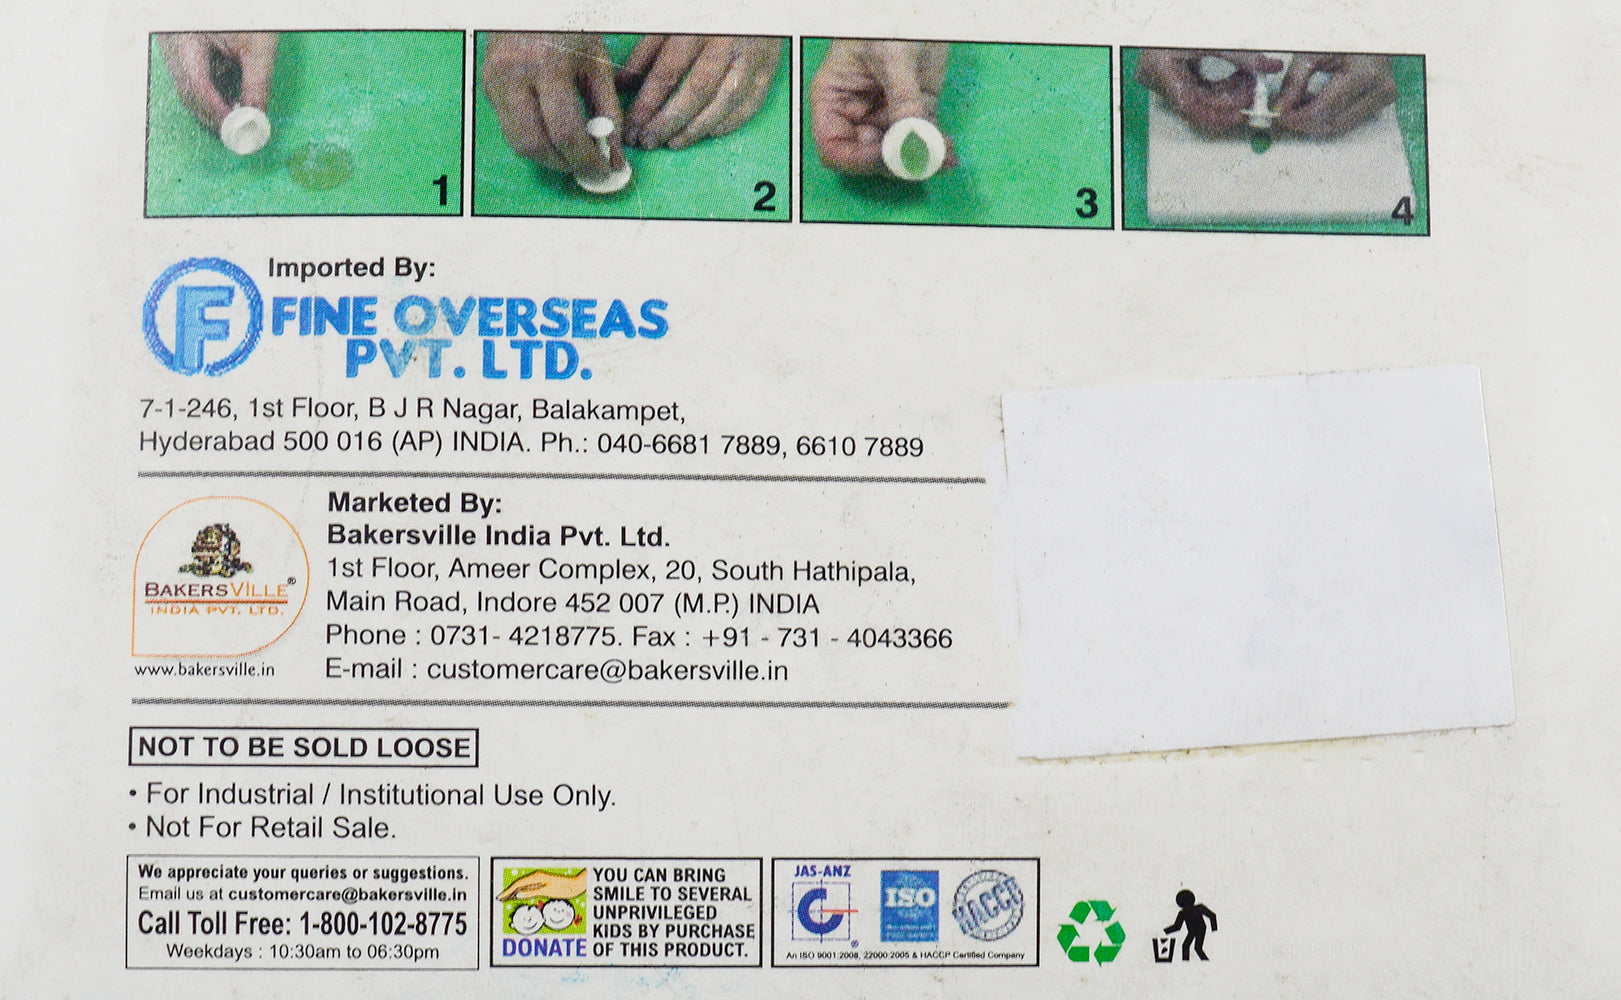 1
2
3
4
Imported By:
F
FINE OVERSEAS
PVT. LTD.
7-1-246, 1st Floor, B J R Nagar, Balakampet,
Hyderabad 500 016 (AP) INDIA. Ph.: 040-6681 7889, 6610 7889
BAKERSVILLE®
INDIA PVT. LTD.
www.bakersville.in
Marketed By:
Bakersville India Pvt. Ltd.
1st Floor, Ameer Complex, 20, South Hathipala,
Main Road, Indore 452 007 (M.P.) INDIA
Phone : 0731- 4218775. Fax : +91 - 731 - 4043366
E-mail : customercare@bakersville.in
NOT TO BE SOLD LOOSE
• For Industrial / Institutional Use Only.
• Not For Retail Sale.
We appreciate your queries or suggestions.
Email us at customercare@bakersville.in
Call Toll Free: 1-800-102-8775
Weekdays : 10:30am to 06:30pm
YOU CAN BRING
SMILE TO SEVERAL
UNPRIVILEGED
KIDS BY PURCHASE
DONATE OF THIS PRODUCT.
JAS-ANZ
ISO
HACCP
An ISO 9001:2008, 22000:2005 & HACCP Certified Company